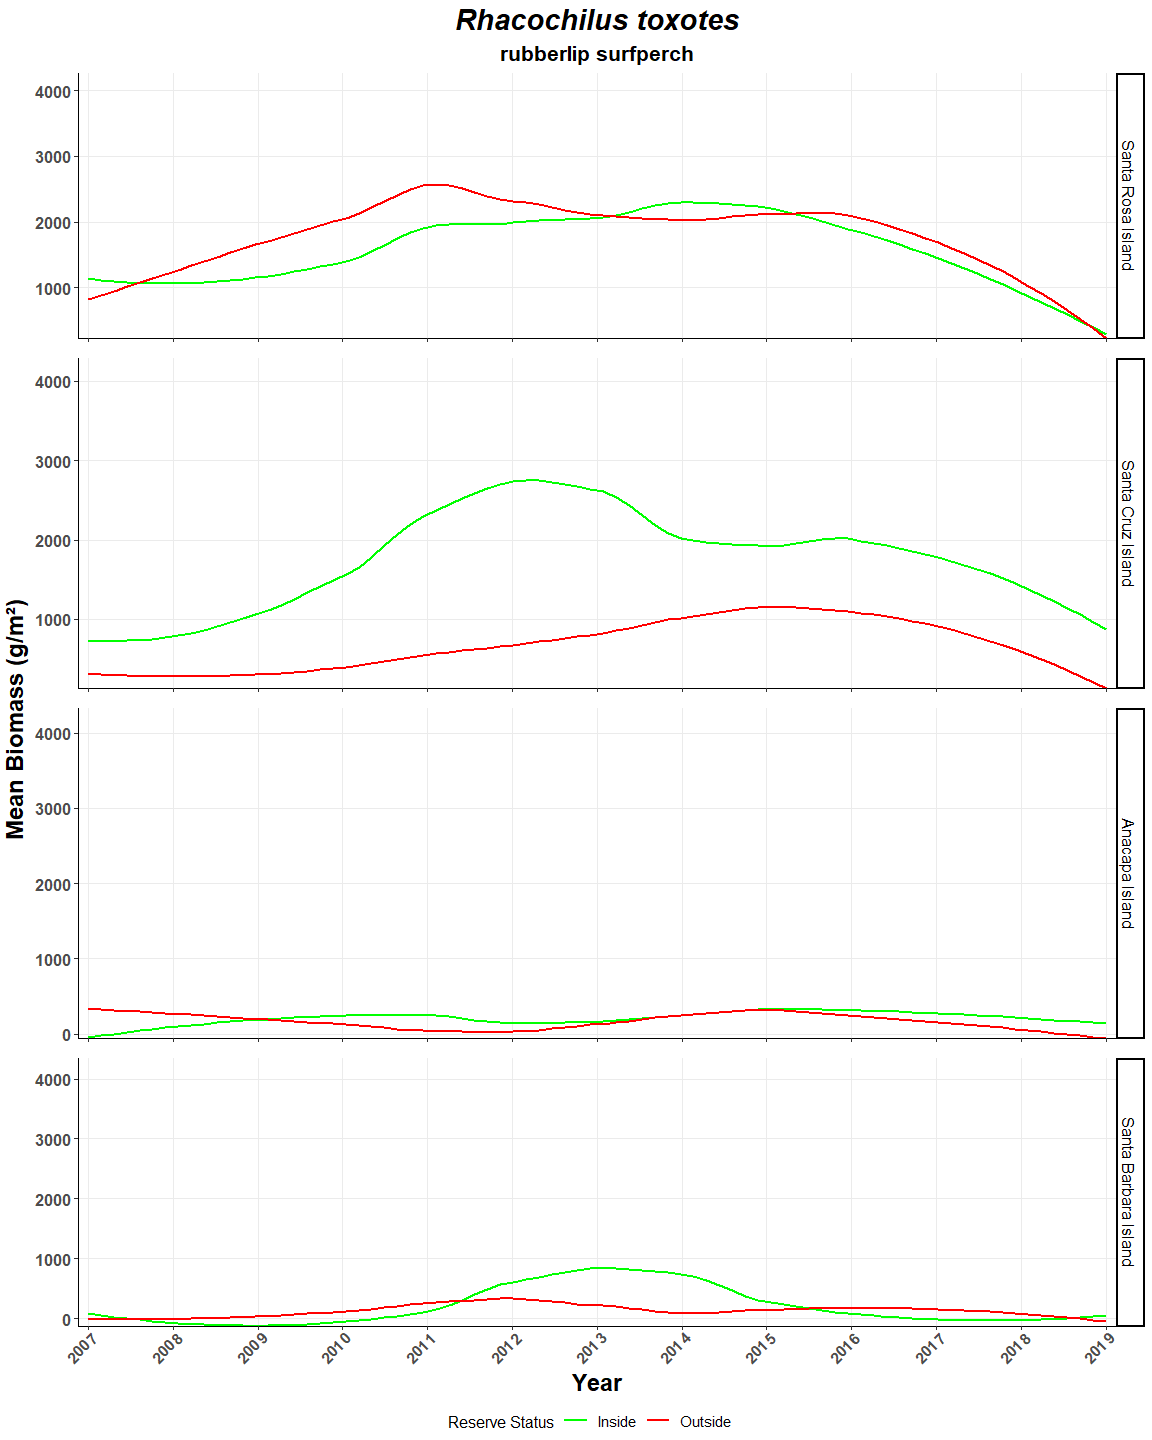 Rhacochilus toxotes
rubberlip surfperch
Mean Biomass (g/m²)
4000
3000
2000
1000
Santa Rosa Island
4000
3000
2000
1000
Santa Cruz Island
4000
3000
2000
1000
0
Anacapa Island
4000
3000
2000
1000
0
Santa Barbara Island
2007 2008 2009 2010 2011 2012 2013 2014 2015 2016 2017 2018 2019
Year
Reserve Status Inside Outside